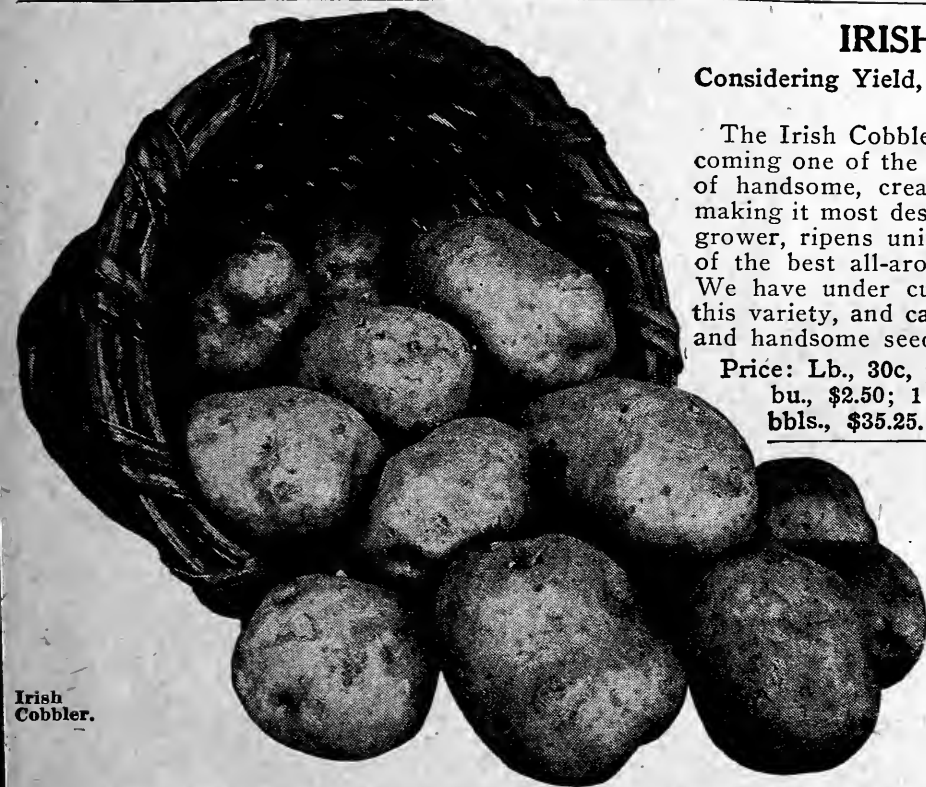 IRISH
Considering Yield,
The Irish Cobble
coming one of the
of handsome, crea
making it most des
grower, ripens uni
of the best all-aro
We have under cu
this variety, and ca
and handsome seed
Price: Lb., 30c,
bu., $2.50; 1
bbls., $35.25.
Irish
Cobbler.